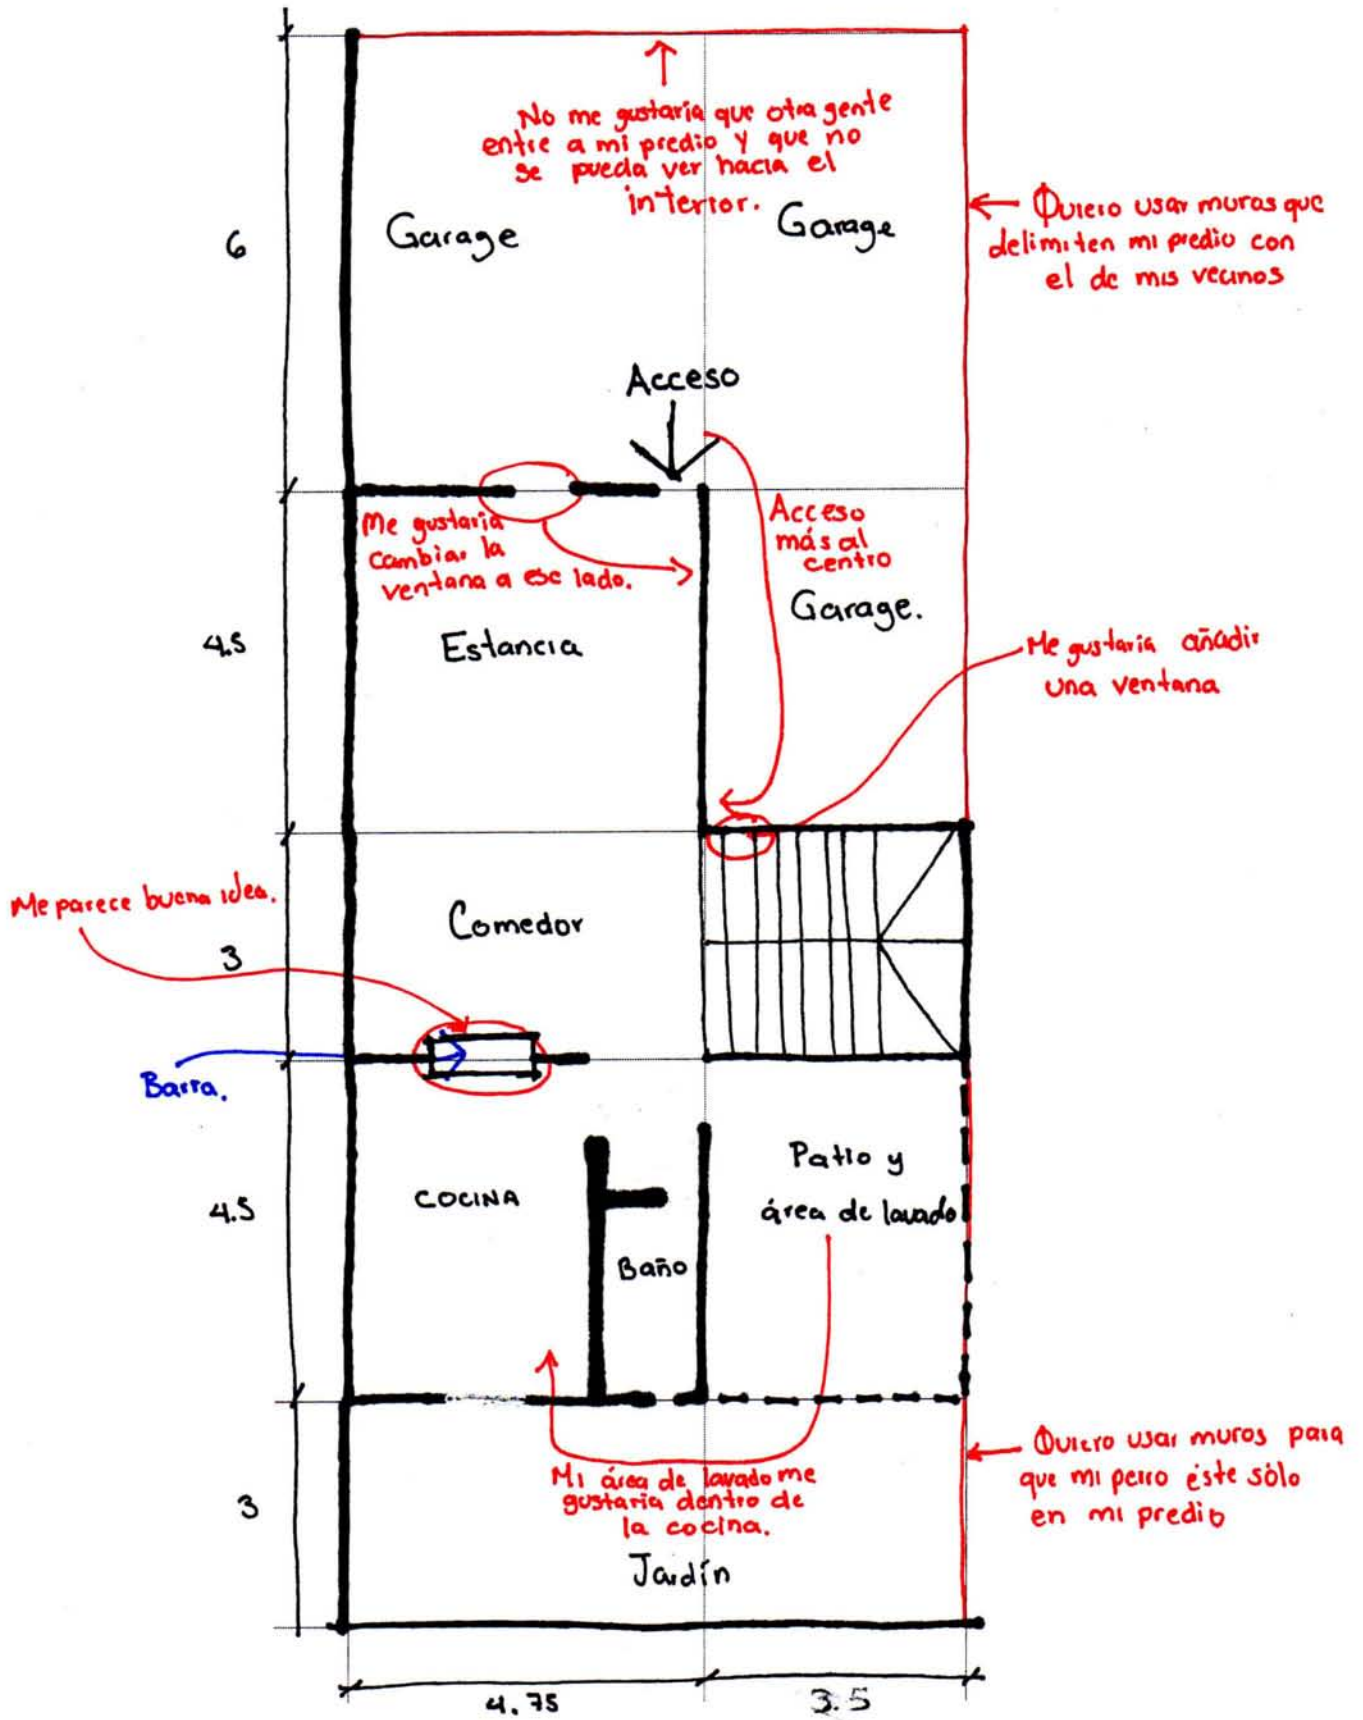 No me gustaría que otra gente
entre a mi predio y que no
se pueda ver hacia el
interior.
Garage
Garage
6
Quiero usar muros que
delimiten mi predio con
el de mis vecinos
Acceso
Me gustaría
cambiar la
ventana a ese lado.
Acceso
más al
centro
Garage.
4.5
Estancia
Me gustaría añadir
una ventana
Me parece buena idea.
Comedor
3
Barra.
COCINA
Patio y
área de lavado
4.5
Baño
Mi área de lavado me
gustaría dentro de
la cocina.
Quiero usar muros para
que mi perro éste sólo
en mi predio
3
Jardín
4.75
3.5